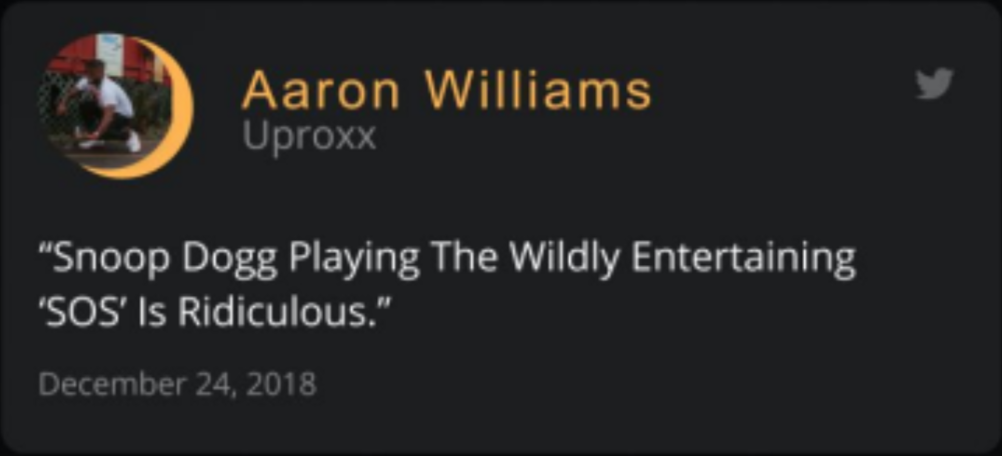 Aaron Williams
Uproxx
“Snoop Dogg Playing The Wildly Entertaining
‘SOS’ Is Ridiculous.”
December 24, 2018